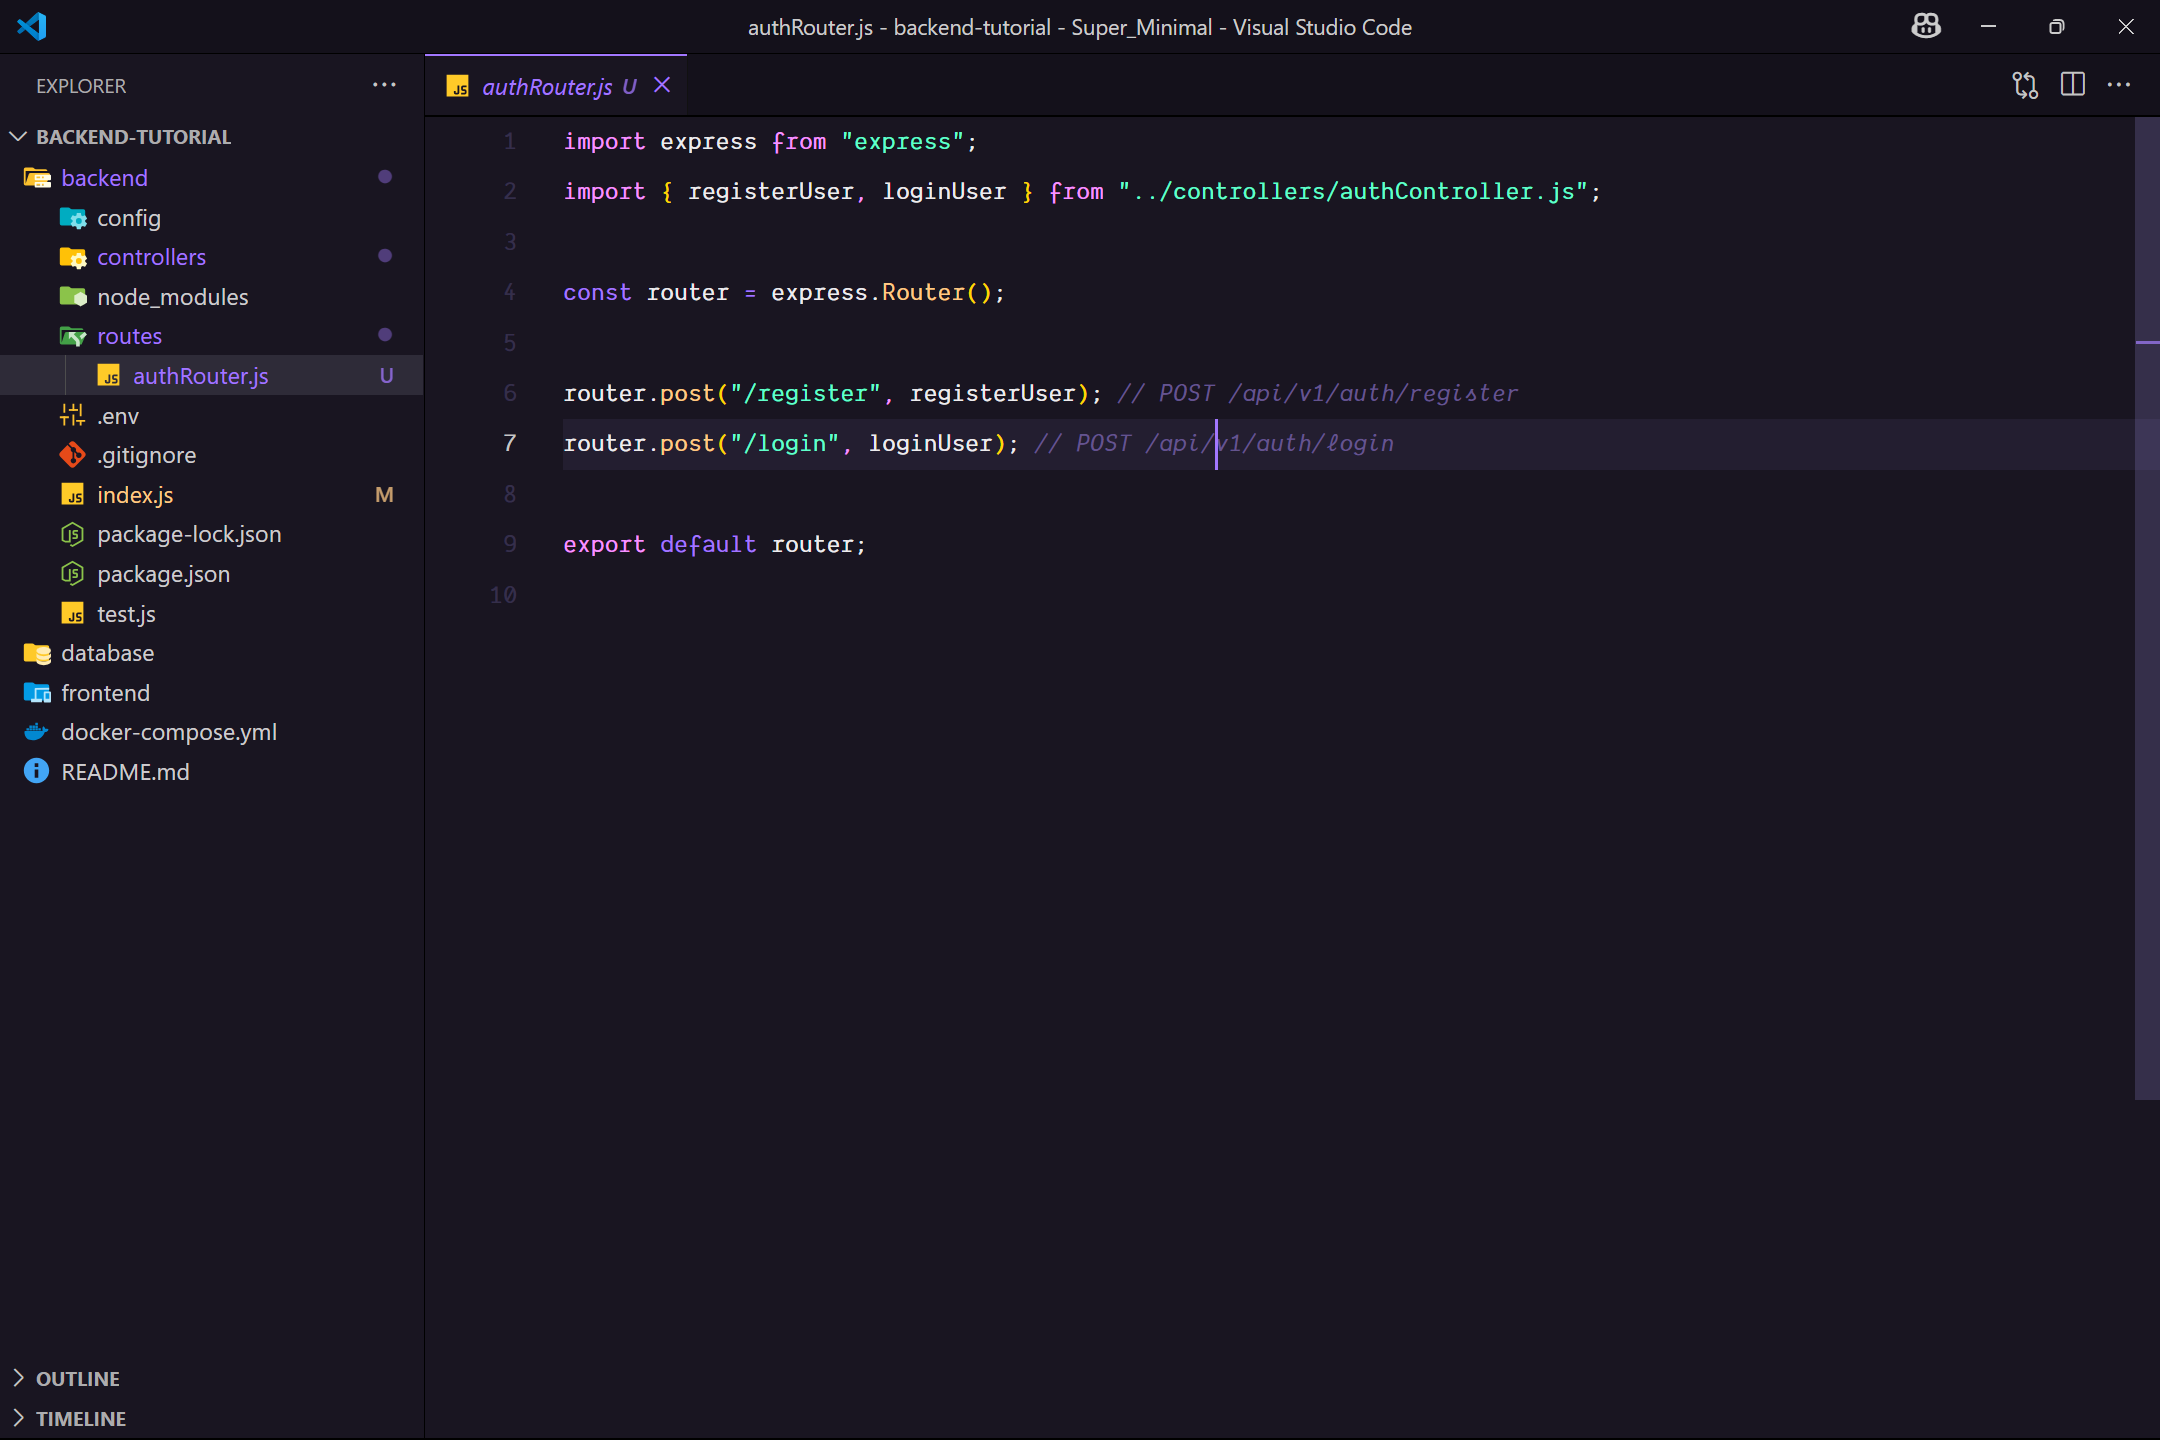 authRouter.js - backend-tutorial - Super_Minimal - Visual Studio Code
EXPLORER
BACKEND-TUTORIAL
backend
config
controllers
node_modules
routes
authRouter.js U
.env
.gitignore
index.js M
package-lock.json
package.json
test.js
database
frontend
docker-compose.yml
README.md
OUTLINE
TIMELINE
authRouter.js U
1 import express from "express";
2 import { registerUser, loginUser } from "../controllers/authController.js";
3
4 const router = express.Router();
5
6 router.post("/register", registerUser); // POST /api/v1/auth/register
7 router.post("/login", loginUser); // POST /api/v1/auth/login
8
9 export default router;
10